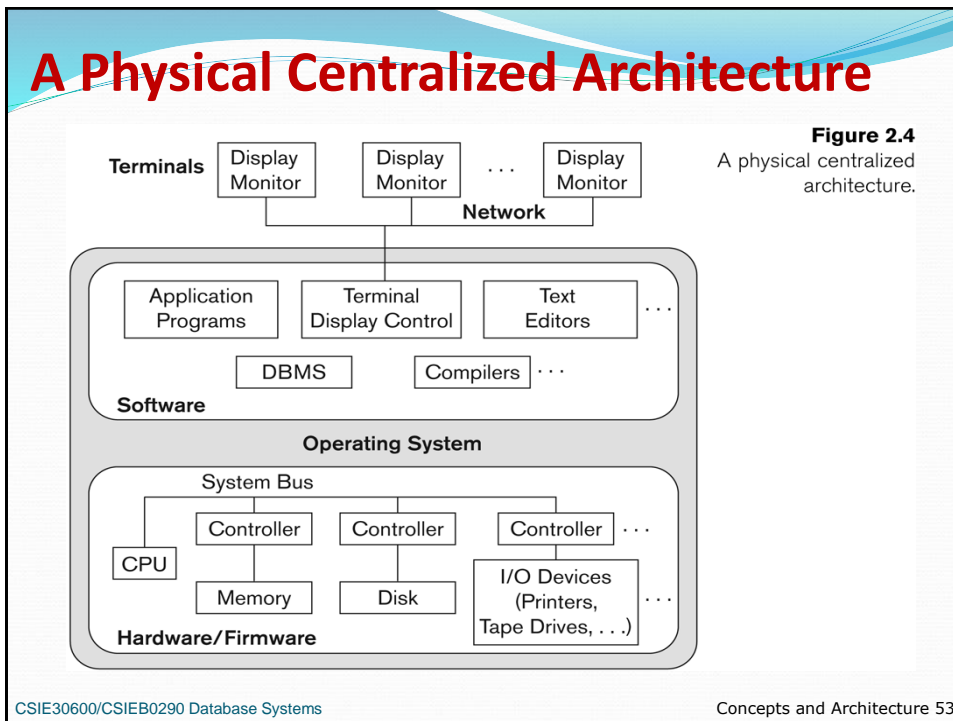 A Physical Centralized Architecture
Figure 2.4
A physical centralized
architecture.
Terminals
Display
Monitor
Display
Monitor
. . .
Display
Monitor
Network
Application
Programs
Terminal
Display Control
Text
Editors
. . .
DBMS
Compilers
. . .
Software
Operating System
System Bus
Controller
Controller
Controller
. . .
CPU
Memory
Disk
I/O Devices
(Printers,
Tape Drives, . . .)
. . .
Hardware/Firmware
CSIE30600/CSIEB0290 Database Systems
Concepts and Architecture 53